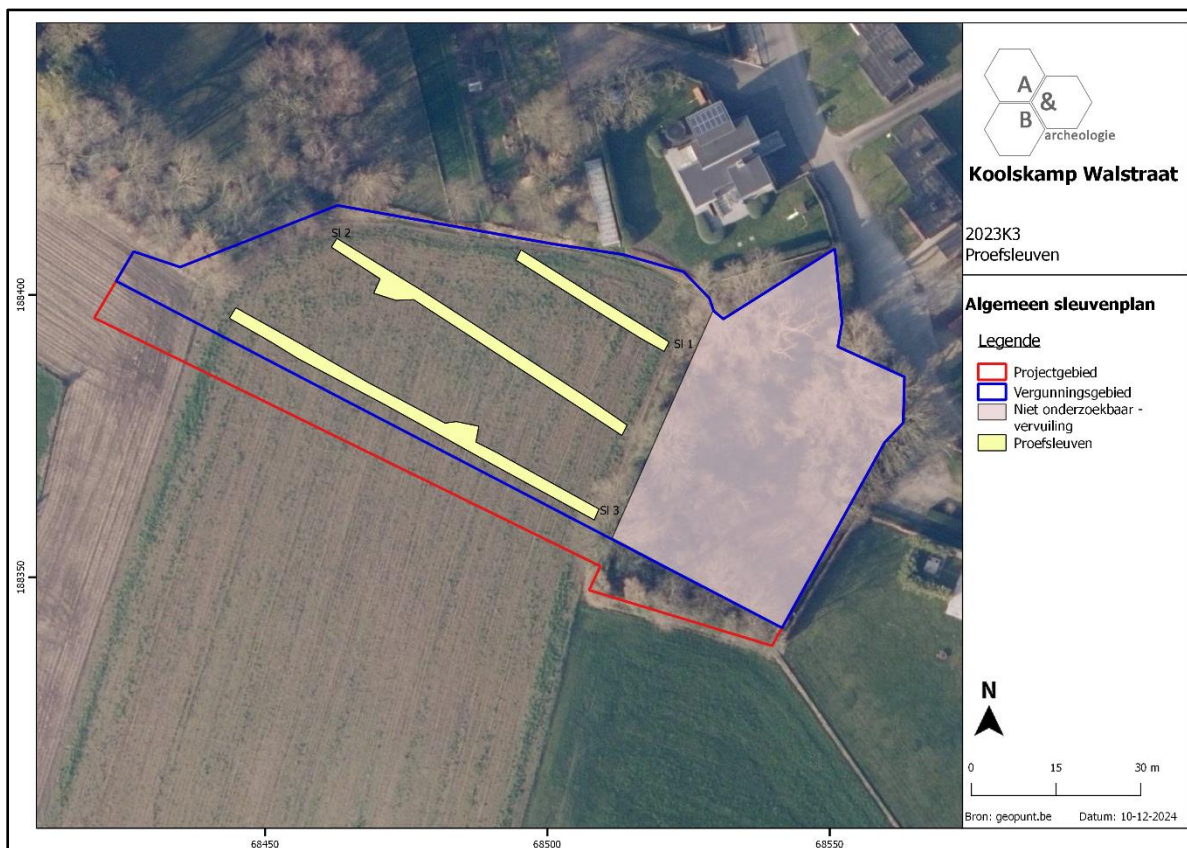 188400
188350
68450
68500
68550
Sl 2
Sl 1
Sl 3
A
&
B
archeologie
Koolskamp Walstraat
2023K3
Proefsleuven
Algemeen sleuvenplan
Legende
Projectgebied
Vergunningsgebied
Niet onderzoekbaar -
vervuiling
Proefsleuven
N
0 15 30 m
Bron: geopunt.be Datum: 10-12-2024